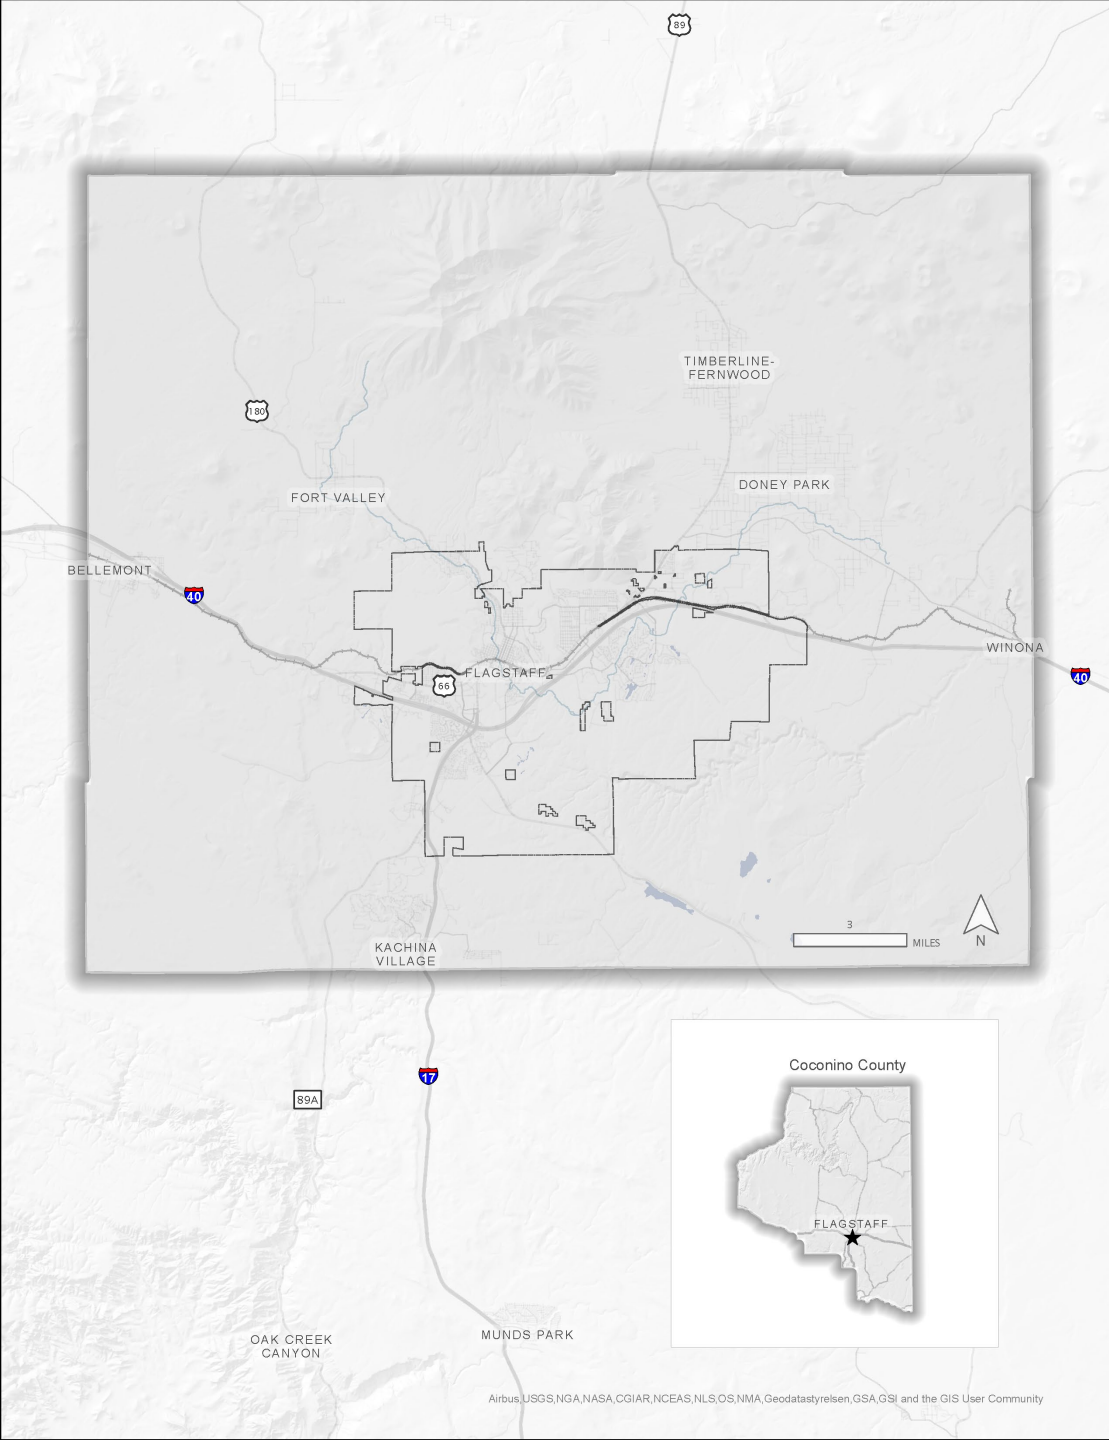 89
TIMBERLINE-
FERNWOOD
180
DONEY PARK
FORT VALLEY
BELLEMONT
40
WINONA
FLAGSTAFF
40
66
3
MILES
N
KACHINA
VILLAGE
Coconino County
17
89A
FLAGSTAFF
MUNDS PARK
OAK CREEK
CANYON
Airbus,USGS,NGA,NASA,CGIAR,NCEAS,NLS,OS,NMA,Geodatastyrelsen,GSA,GSI and the GIS User Community